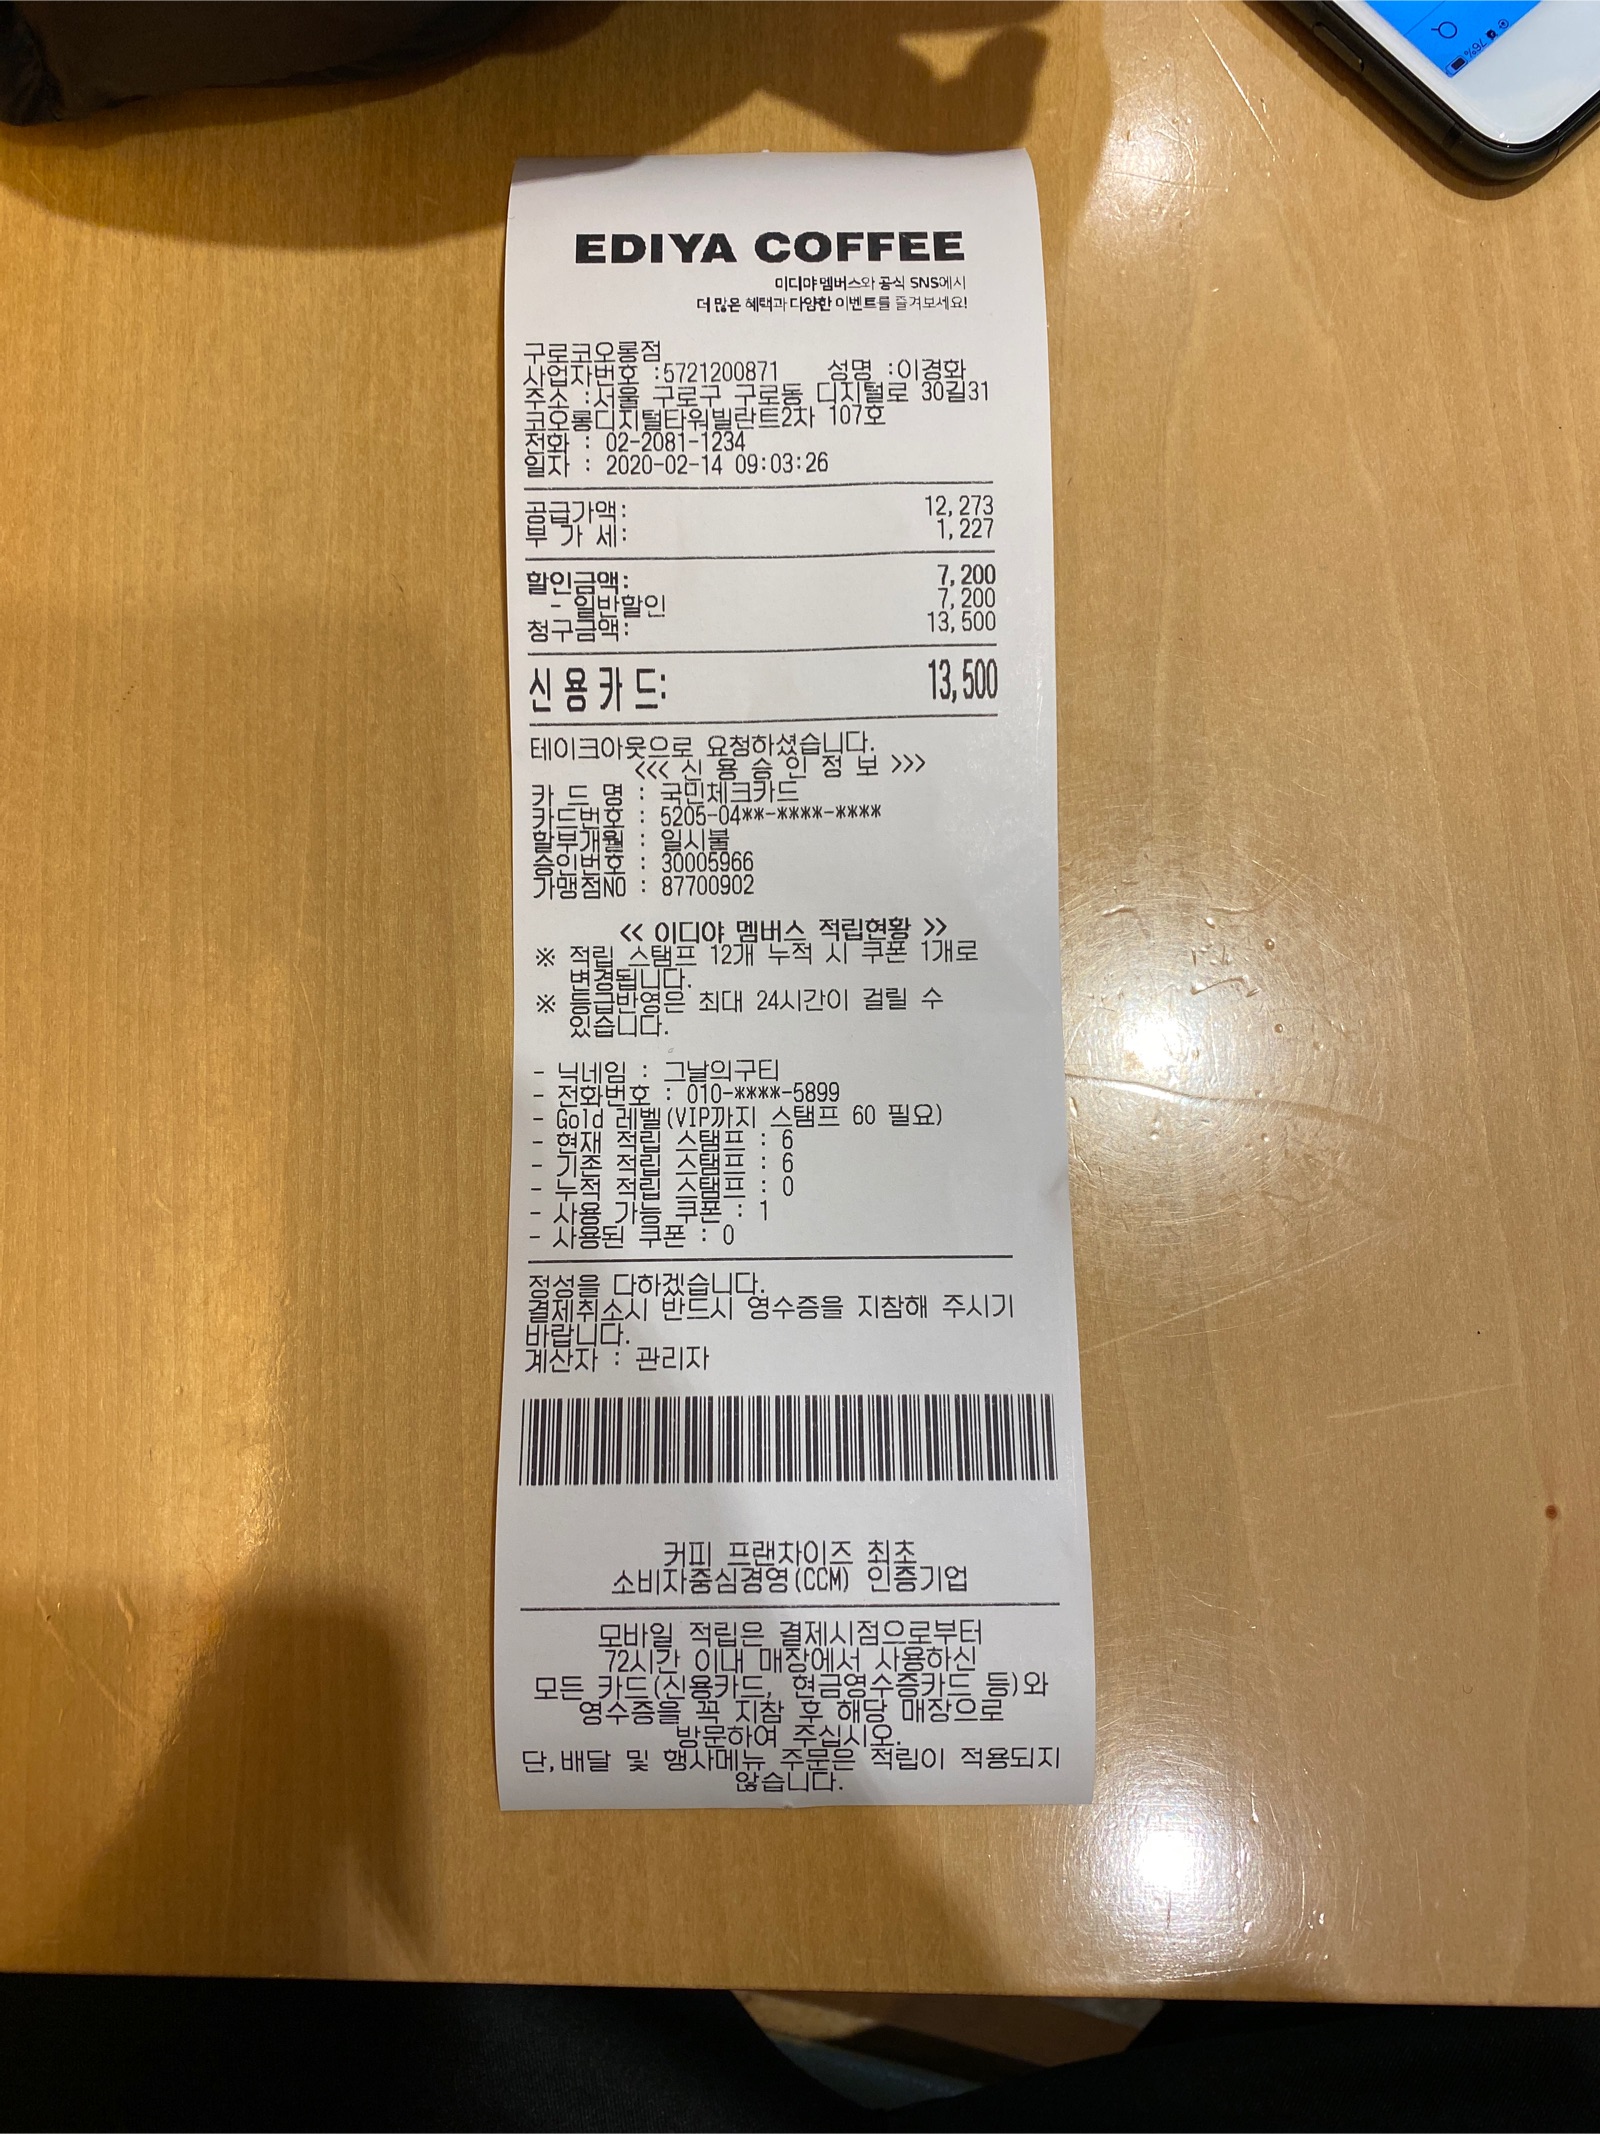 EDIYA COFFEE
이디야 멤버스와 공식 SNS에서
더 많은 혜택과 다양한 이벤트를 즐겨보세요!
구로코오롱점
사업자번호 :5721200871 성명 :이경화
주소 :서울 구로구 구로동 디지털로 30길31
코오롱디지털타워빌란트2차 107호
전화 : 02-2081-1234
일자 : 2020-02-14 09:03:26
공급가액: 12,273
부 가 세: 1,227
할인금액: 7,200
- 일반할인 7,200
청구금액: 13,500
신 용 카 드: 13,500
테이크아웃으로 요청하셨습니다.
<<< 신 용 승 인 정 보 >>>
카 드 명 : 국민체크카드
카드번호 : 5205-04**-****-****
할부개월 : 일시불
승인번호 : 30005966
가맹점NO : 87700902
<< 이디야 멤버스 적립현황 >>
※ 적립 스탬프 12개 누적 시 쿠폰 1개로
변경됩니다.
※ 등급반영은 최대 24시간이 걸릴 수
있습니다.
- 닉네임 : 그날의구티
- 전화번호 : 010-****-5899
- Gold 레벨(VIP까지 스탬프 60 필요)
- 현재 적립 스탬프 : 6
- 기존 적립 스탬프 : 6
- 누적 적립 스탬프 : 0
- 사용 가능 쿠폰 : 1
- 사용된 쿠폰 : 0
정성을 다하겠습니다.
결제취소시 반드시 영수증을 지참해 주시기
바랍니다.
계산자 : 관리자
커피 프랜차이즈 최초
소비자중심경영(CCM) 인증기업
모바일 적립은 결제시점으로부터
72시간 이내 매장에서 사용하신
모든 카드(신용카드, 현금영수증카드 등)와
영수증을 꼭 지참 후 해당 매장으로
방문하여 주십시오.
단,배달 및 행사메뉴 주문은 적립이 적용되지
않습니다.
76%